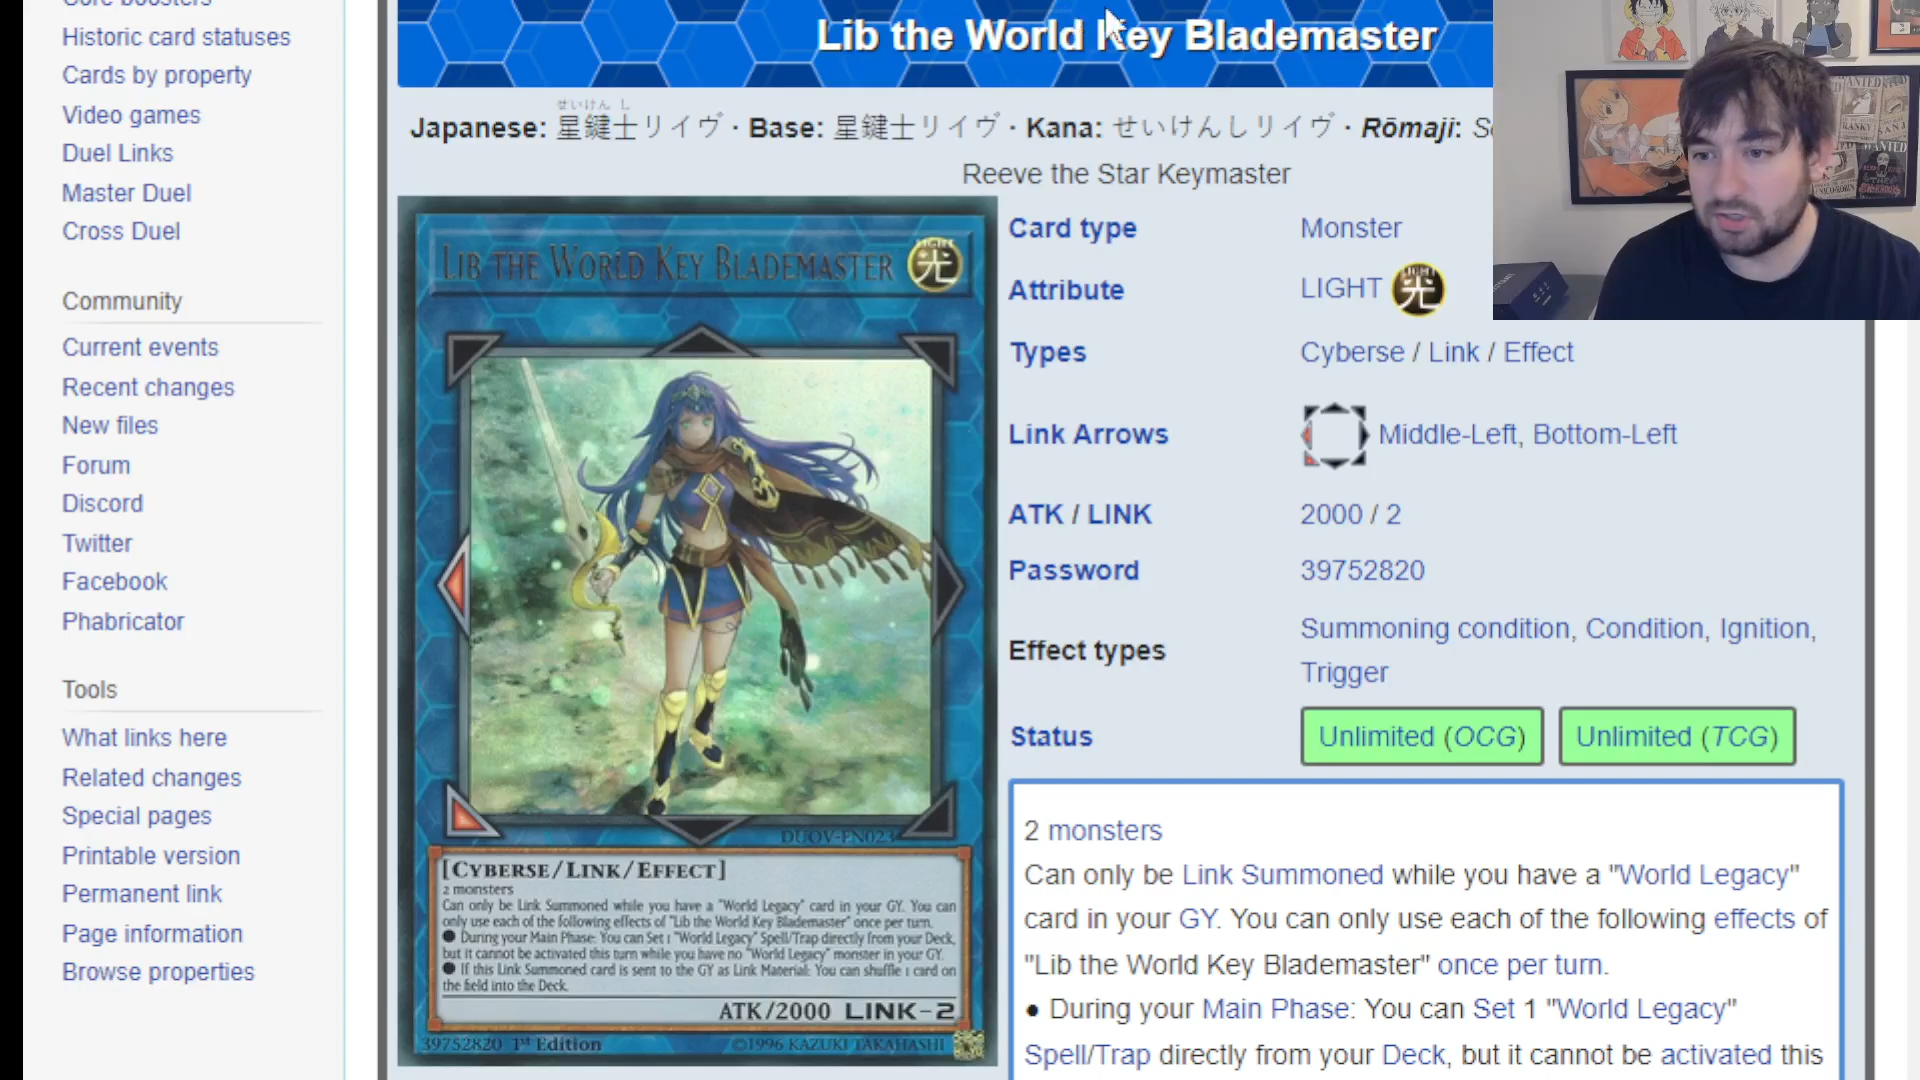 Core boosters
Historic card statuses
Cards by property
Video games
Duel Links
Master Duel
Cross Duel
Community
Current events
Recent changes
New files
Forum
Discord
Twitter
Facebook
Phabricator
Tools
What links here
Related changes
Special pages
Printable version
Permanent link
Page information
Browse properties
Lib the World Key Blademaster
せいけん し
Japanese: 星鍵士リイヴ · Base: 星鍵士リイヴ · Kana: せいけんしリイヴ · Rōmaji:
Reeve the Star Keymaster
LIB THE WORLD KEY BLADEMASTER
LIGHT
光
DUOV-EN023
[CYBERSE/LINK/EFFECT]
2 monsters
Can only be Link Summoned while you have a "World Legacy" card in your GY. You can
only use each of the following effects of "Lib the World Key Blademaster" once per turn.
● During your Main Phase: You can Set 1 "World Legacy" Spell/Trap directly from your Deck,
but it cannot be activated this turn while you have no "World Legacy" monster in your GY.
● If this Link Summoned card is sent to the GY as Link Material: You can shuffle 1 card on
the field into the Deck.
ATK/2000 LINK-2
39752820 1st Edition ©1996 KAZUKI TAKAHASHI
Card type Monster
Attribute LIGHT LIGHT 光
Types Cyberse / Link / Effect
Link Arrows Middle-Left, Bottom-Left
ATK / LINK 2000 / 2
Password 39752820
Effect types Summoning condition, Condition, Ignition,
Trigger
Status Unlimited (OCG) Unlimited (TCG)
2 monsters
Can only be Link Summoned while you have a "World Legacy"
card in your GY. You can only use each of the following effects of
"Lib the World Key Blademaster" once per turn.
● During your Main Phase: You can Set 1 "World Legacy"
Spell/Trap directly from your Deck, but it cannot be activated this
WANTED
WANTED